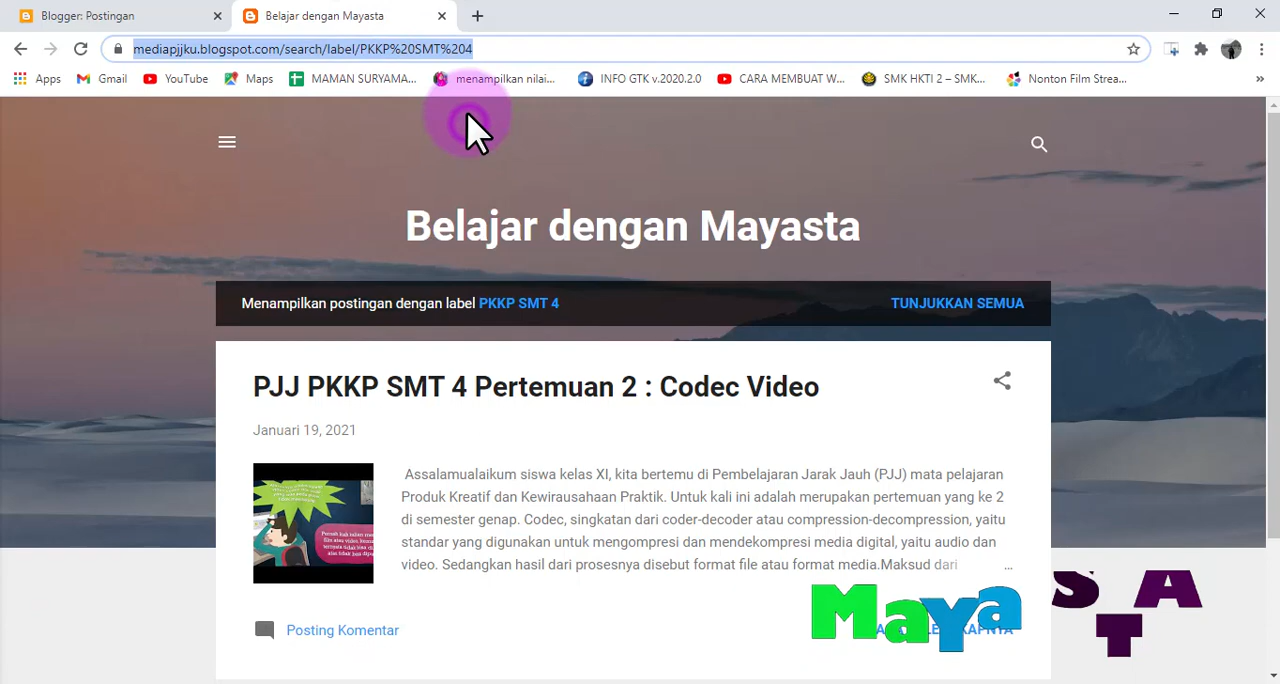 Blogger: Postingan
Belajar dengan Mayasta
mediapjjku.blogspot.com/search/label/PKKP%20SMT%204
Apps
Gmail
YouTube
Maps
MAMAN SURYAMA...
menampilkan nilai...
INFO GTK v.2020.2.0
CARA MEMBUAT W...
SMK HKTI 2 – SMK...
Nonton Film Strea...
Belajar dengan Mayasta
Menampilkan postingan dengan label PKKP SMT 4
TUNJUKKAN SEMUA
PJJ PKKP SMT 4 Pertemuan 2 : Codec Video
Januari 19, 2021
Assalamualaikum siswa kelas XI, kita bertemu di Pembelajaran Jarak Jauh (PJJ) mata pelajaran
Produk Kreatif dan Kewirausahaan Praktik. Untuk kali ini adalah merupakan pertemuan yang ke 2
di semester genap. Codec, singkatan dari coder-decoder atau compression-decompression, yaitu
standar yang digunakan untuk mengompresi dan mendekompresi media digital, yaitu audio dan
video. Sedangkan hasil dari prosesnya disebut format file atau format media.Maksud dari ...
Posting Komentar
Maya
S T A